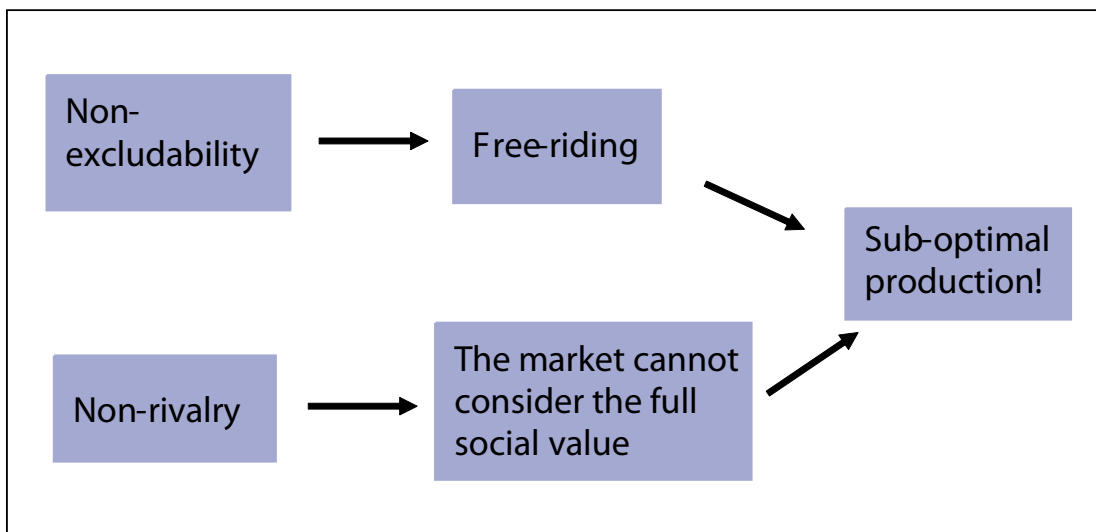 Non-
excludability
Free-riding
Sub-optimal
production!
Non-rivalry
The market cannot
consider the full
social value